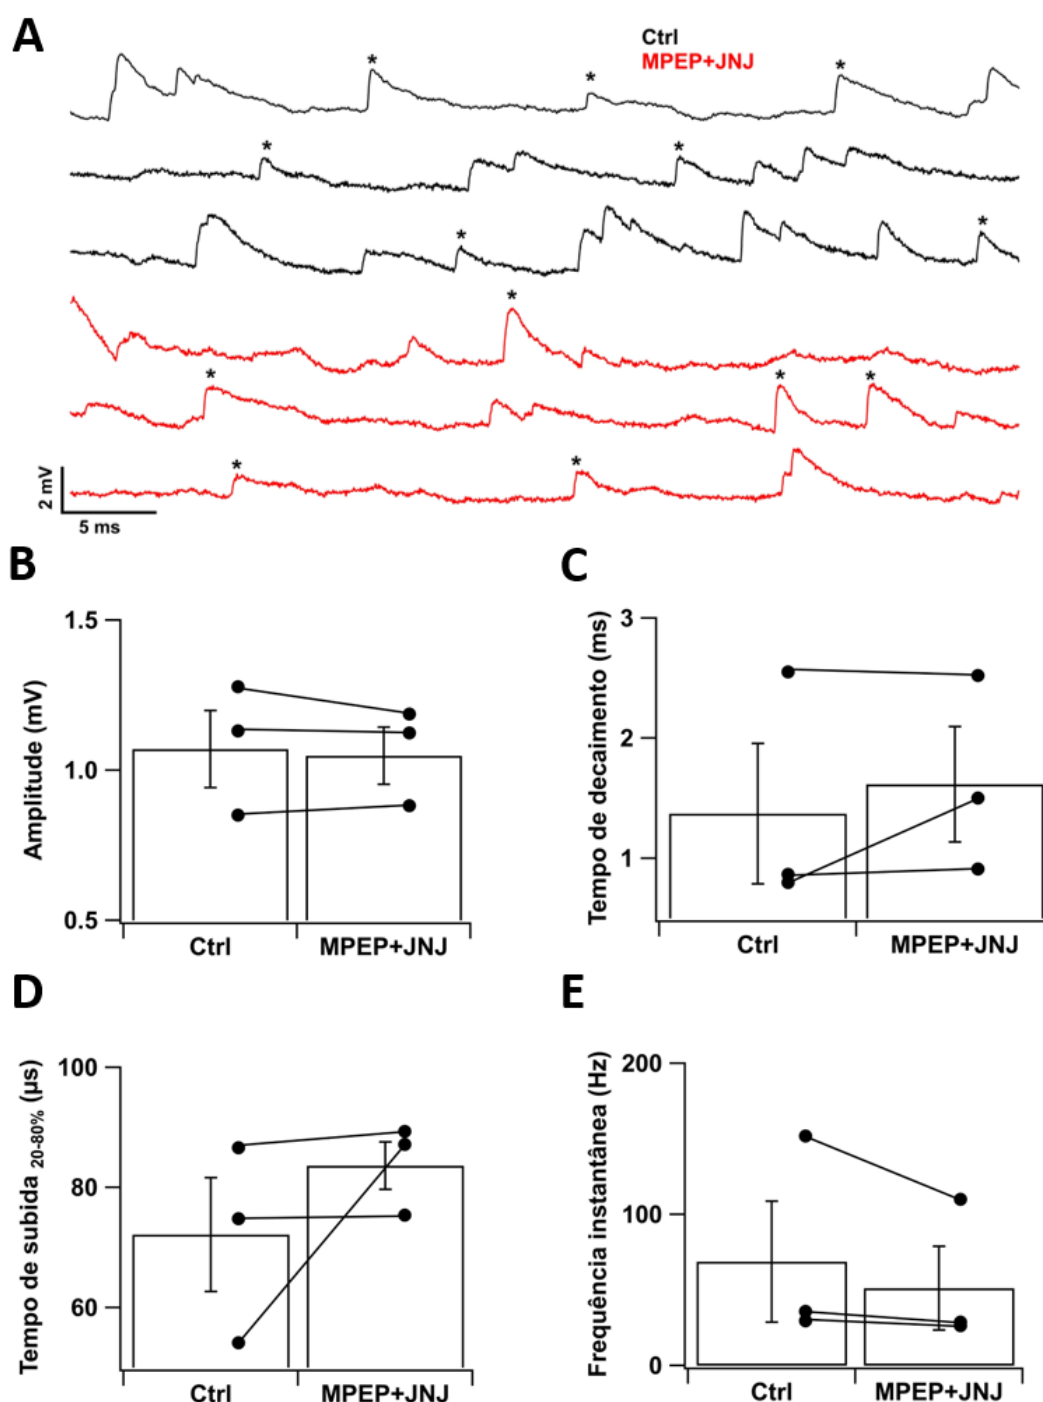 A
Ctrl
MPEP+JNJ
*
*
*
*
*
*
*
*
*
*
*
*
*
2 mV
5 ms
B
Amplitude (mV)
1.5
1.0
0.5
Ctrl
MPEP+JNJ
C
Tempo de decaimento (ms)
3
2
1
Ctrl
MPEP+JNJ
D
Tempo de subida 20-80% (µs)
100
80
60
Ctrl
MPEP+JNJ
E
Frequência instantânea (Hz)
200
100
0
Ctrl
MPEP+JNJ